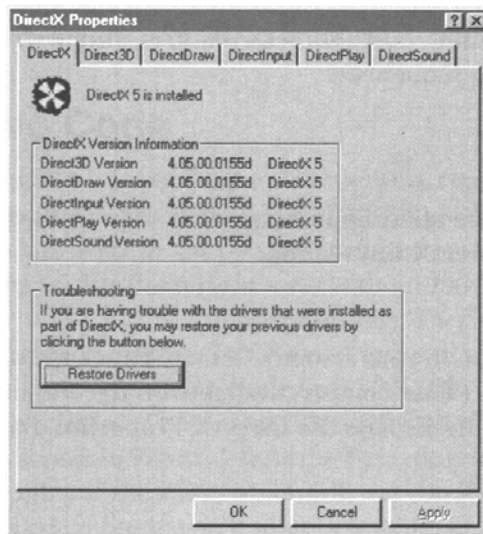 DirectX Properties
DirectX Direct3D DirectDraw DirectInput DirectPlay DirectSound
DirectX 5 is installed
DirectX Version Information
Direct3D Version 4.05.00.0155d DirectX 5
DirectDraw Version 4.05.00.0155d DirectX 5
DirectInput Version 4.05.00.0155d DirectX 5
DirectPlay Version 4.05.00.0155d DirectX 5
DirectSound Version 4.05.00.0155d DirectX 5
Troubleshooting
If you are having trouble with the drivers that were installed as
part of DirectX, you may restore your previous drivers by
clicking the button below.
Restore Drivers
OK Cancel Apply